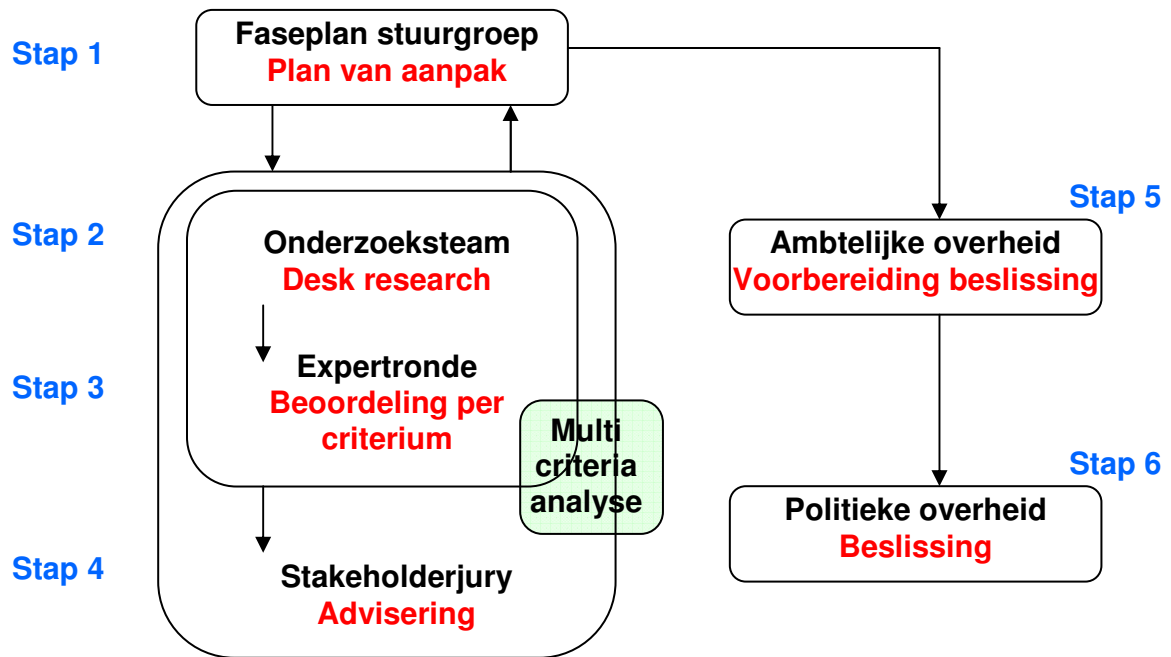 Stap 1
Faseplan stuurgroep
Plan van aanpak
Stap 2
Onderzoeksteam
Desk research
Stap 3
Expertronde
Beoordeling per
criterium
Multi
criteria
analyse
Stap 4
Stakeholderjury
Advisering
Stap 5
Ambtelijke overheid
Voorbereiding beslissing
Stap 6
Politieke overheid
Beslissing